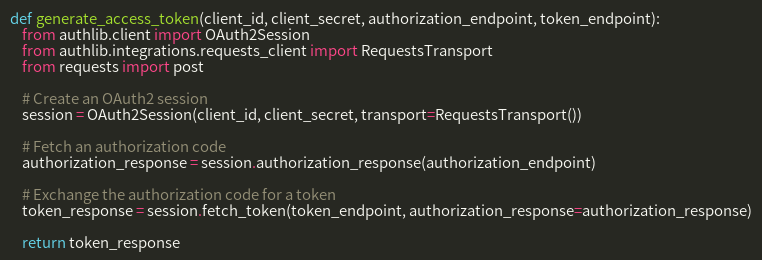 def generate_access_token(client_id, client_secret, authorization_endpoint, token_endpoint):
from authlib.client import OAuth2Session
from authlib.integrations.requests_client import RequestsTransport
from requests import post
# Create an OAuth2 session
session = OAuth2Session(client_id, client_secret, transport=RequestsTransport())
# Fetch an authorization code
authorization_response = session.authorization_response(authorization_endpoint)
# Exchange the authorization code for a token
token_response = session.fetch_token(token_endpoint, authorization_response=authorization_response)
return token_response